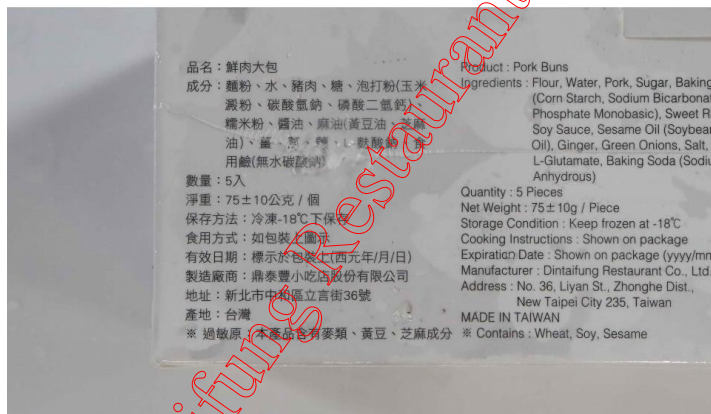 品名：鮮肉大包
成分：麵粉、水、豬肉、糖、泡打粉(玉米
澱粉、碳酸氫鈉、磷酸二氫鈣)、
糯米粉、醬油、麻油(黃豆油、芝麻
油)、薑、蔥、鹽、L-麩酸鈉、食
用鹼(無水碳酸鈉)
數量：5入
淨重：75±10公克 / 個
保存方法：冷凍-18℃下保存
食用方式：如包裝上圖示
有效日期：標示於包裝上(西元年/月/日)
製造廠商：鼎泰豐小吃店股份有限公司
地址：新北市中和區立言街36號
產地：台灣
※ 過敏原：本產品含有麥類、黃豆、芝麻成分
Product : Pork Buns
Ingredients : Flour, Water, Pork, Sugar, Baking
(Corn Starch, Sodium Bicarbonat
Phosphate Monobasic), Sweet R
Soy Sauce, Sesame Oil (Soybean
Oil), Ginger, Green Onions, Salt,
L-Glutamate, Baking Soda (Sodiu
Anhydrous)
Quantity : 5 Pieces
Net Weight : 75±10g / Piece
Storage Condition : Keep frozen at -18℃
Cooking Instructions : Shown on package
Expiration Date : Shown on package (yyyy/mm
Manufacturer : Dintaifung Restaurant Co., Ltd
Address : No. 36, Liyan St., Zhonghe Dist.,
New Taipei City 235, Taiwan
MADE IN TAIWAN
※ Contains : Wheat, Soy, Sesame
aifung Restaurant